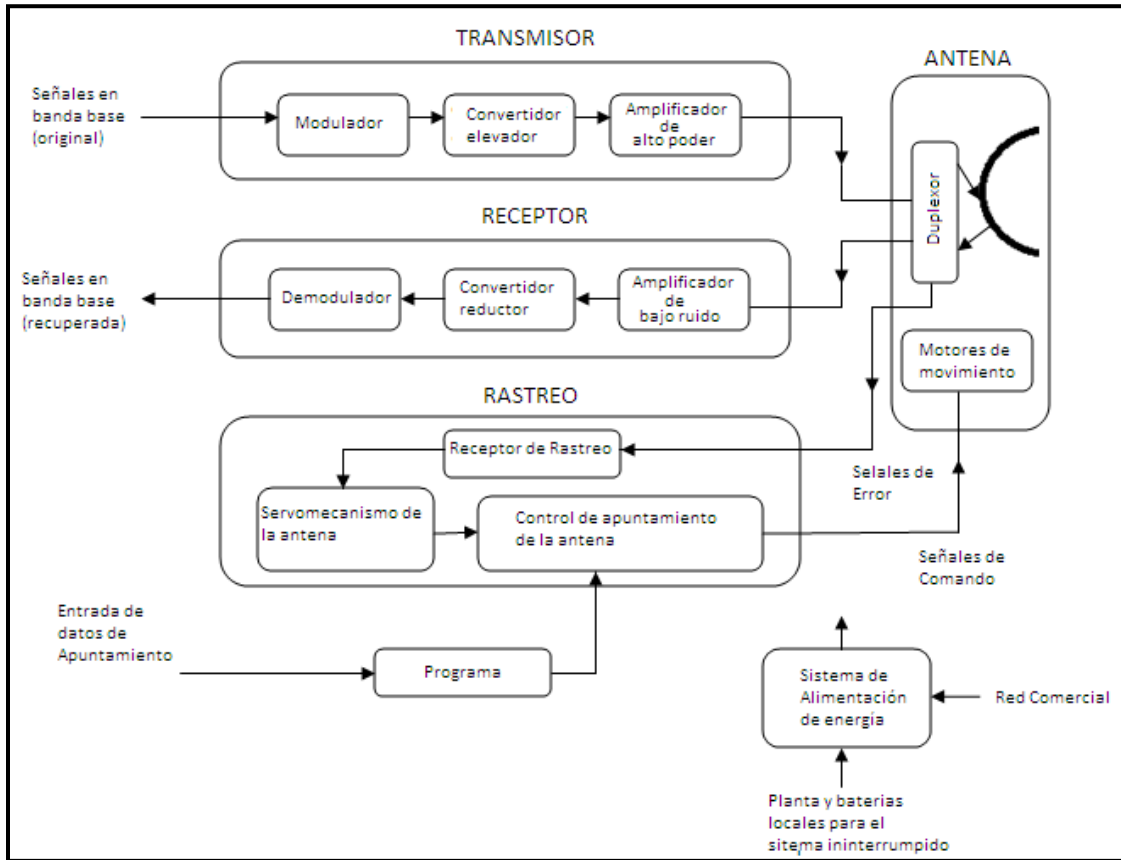 TRANSMISOR
ANTENA
Señales en
banda base
(original)
Modulador
Convertidor
elevador
Amplificador
de
alto poder
Duplexor
RECEPTOR
Señales en
banda base
(recuperada)
Demodulador
Convertidor
reductor
Amplificador
de
bajo ruido
Motores de
movimiento
RASTREO
Receptor de Rastreo
Selales de
Error
Servomecanismo de
la antena
Control de apuntamiento
de la antena
Señales de
Comando
Entrada de
datos de
Apuntamiento
Programa
Sistema de
Alimentación
de energía
Red Comercial
Planta y baterias
locales para el
sitema ininterrumpido